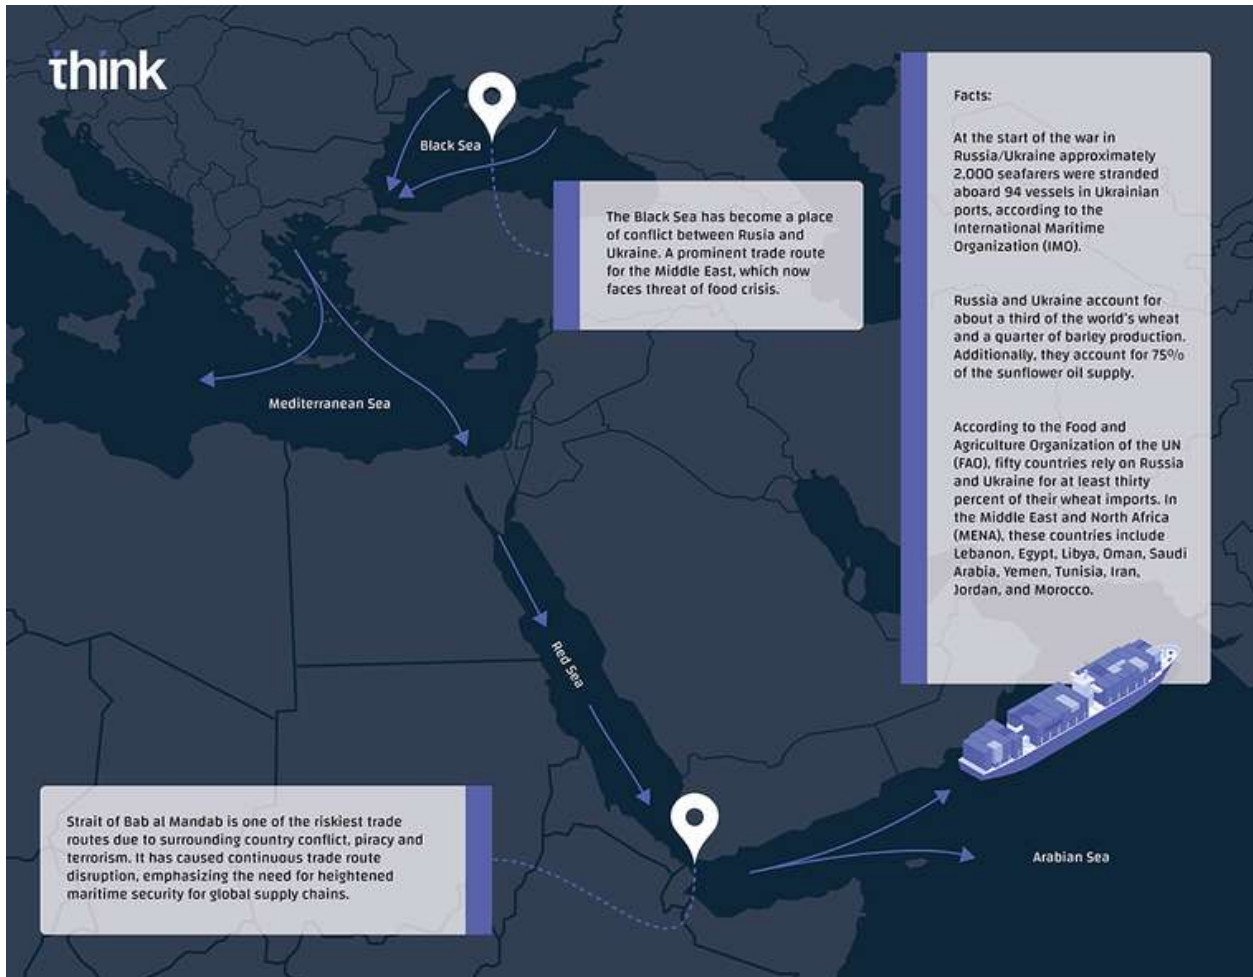 think
Black Sea
Facts:
At the start of the war in
Russia/Ukraine approximately
2,000 seafarers were stranded
aboard 94 vessels in Ukrainian
ports, according to the
International Maritime
Organization (IMO).
The Black Sea has become a place
of conflict between Rusia and
Ukraine. A prominent trade route
for the Middle East, which now
faces threat of food crisis.
Russia and Ukraine account for
about a third of the world's wheat
and a quarter of barley production.
Additionally, they account for 75%
of the sunflower oil supply.
Mediterranean Sea
According to the Food and
Agriculture Organization of the UN
(FAO), fifty countries rely on Russia
and Ukraine for at least thirty
percent of their wheat imports. In
the Middle East and North Africa
(MENA), these countries include
Lebanon, Egypt, Libya, Oman, Saudi
Arabia, Yemen, Tunisia, Iran,
Jordan, and Morocco.
Red Sea
Strait of Bab al Mandab is one of the riskiest trade
routes due to surrounding country conflict, piracy and
terrorism. It has caused continuous trade route
disruption, emphasizing the need for heightened
maritime security for global supply chains.
Arabian Sea